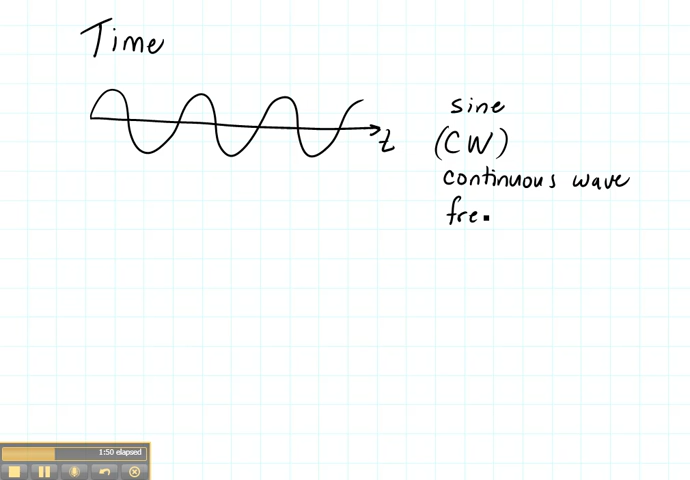 Time
t
sine
(CW)
continuous wave
fre
1:50 elapsed